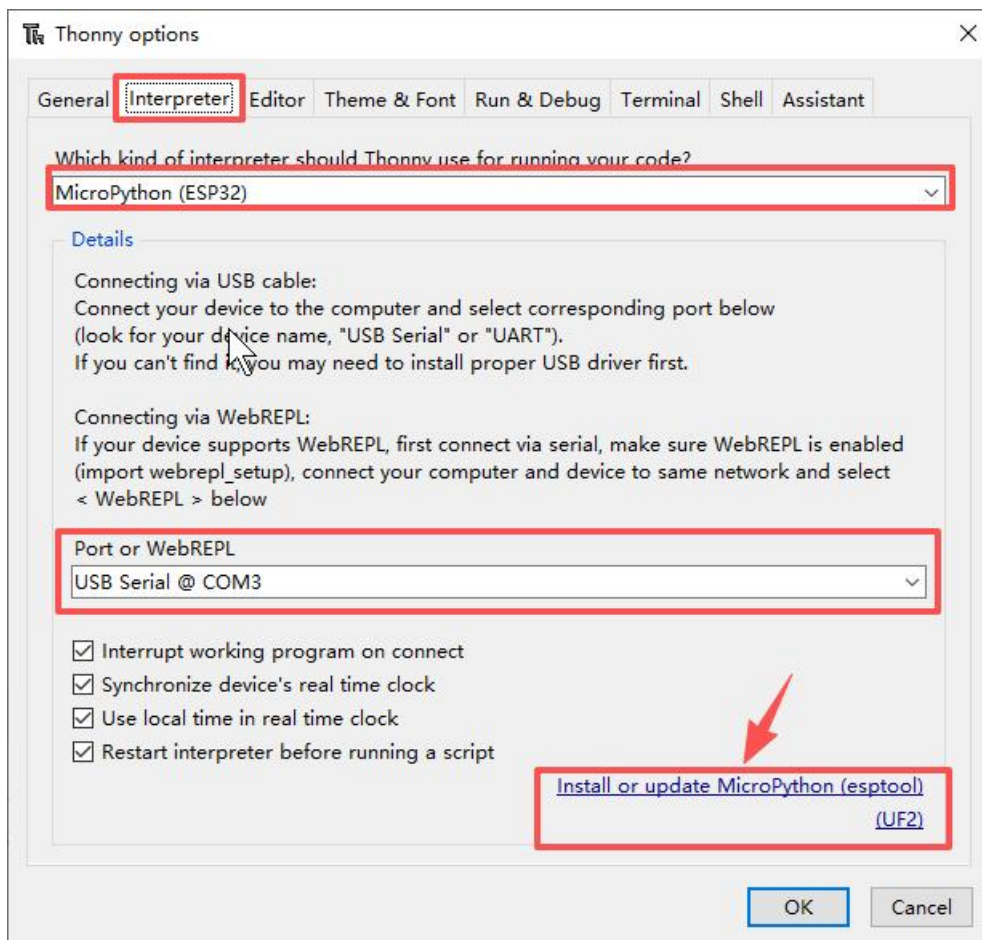 Thonny options
General Interpreter Editor Theme & Font Run & Debug Terminal Shell Assistant
Which kind of interpreter should Thonny use for running your code?
MicroPython (ESP32)
Details
Connecting via USB cable:
Connect your device to the computer and select corresponding port below
(look for your device name, "USB Serial" or "UART").
If you can't find it, you may need to install proper USB driver first.
Connecting via WebREPL:
If your device supports WebREPL, first connect via serial, make sure WebREPL is enabled
(import webrepl_setup), connect your computer and device to same network and select
< WebREPL > below
Port or WebREPL
USB Serial @ COM3
Interrupt working program on connect
Synchronize device's real time clock
Use local time in real time clock
Restart interpreter before running a script
Install or update MicroPython (esptool)
(UF2)
OK Cancel